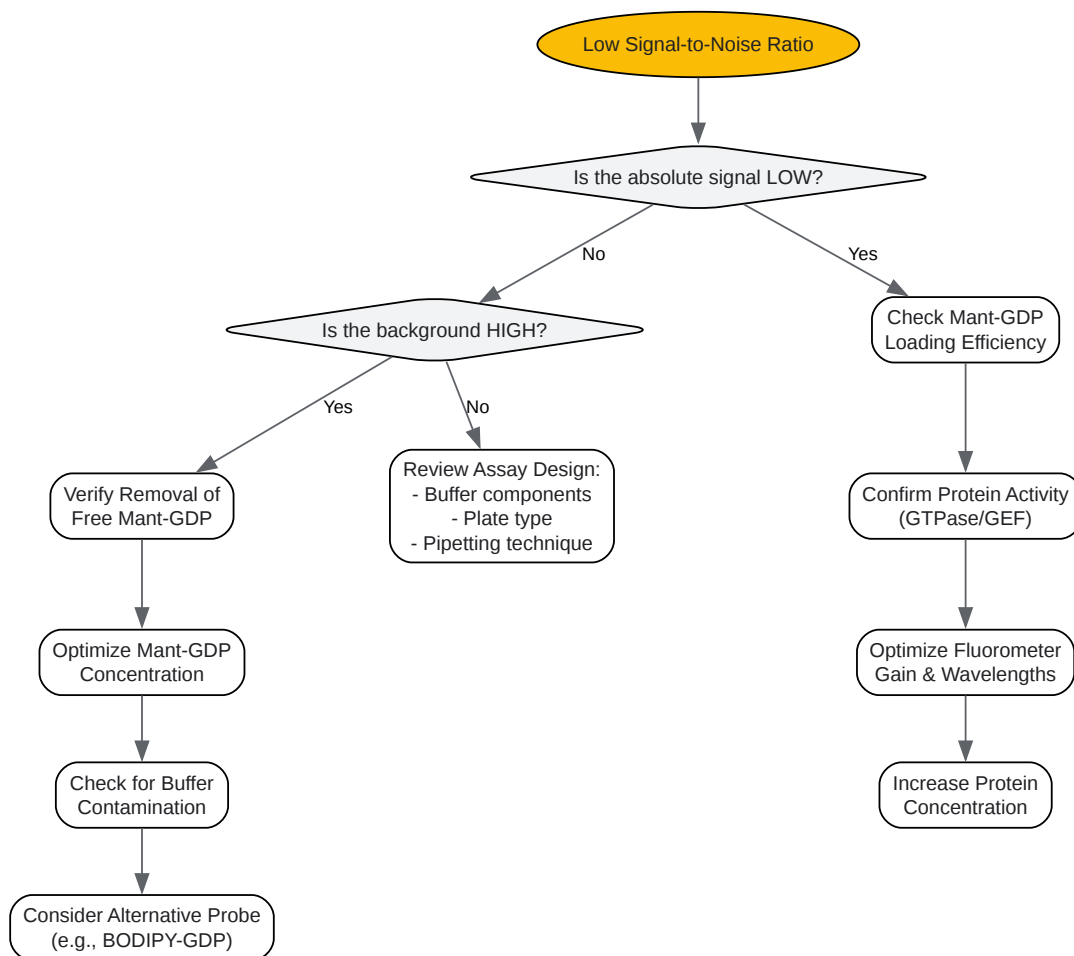 Low Signal-to-Noise Ratio
Is the absolute signal LOW?
No
Yes
Is the background HIGH?
Check Mant-GDP
Loading Efficiency
Yes
No
Verify Removal of
Free Mant-GDP
Review Assay Design:
- Buffer components
- Plate type
- Pipetting technique
Confirm Protein Activity
(GTPase/GEF)
Optimize Mant-GDP
Concentration
Optimize Fluorometer
Gain & Wavelengths
Check for Buffer
Contamination
Increase Protein
Concentration
Consider Alternative Probe
(e.g., BODIPY-GDP)